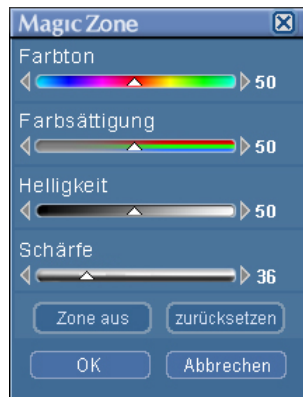 Magic Zone
Farbton
50
Farbsättigung
50
Helligkeit
50
Schärfe
36
Zone aus zurücksetzen
OK Abbrechen